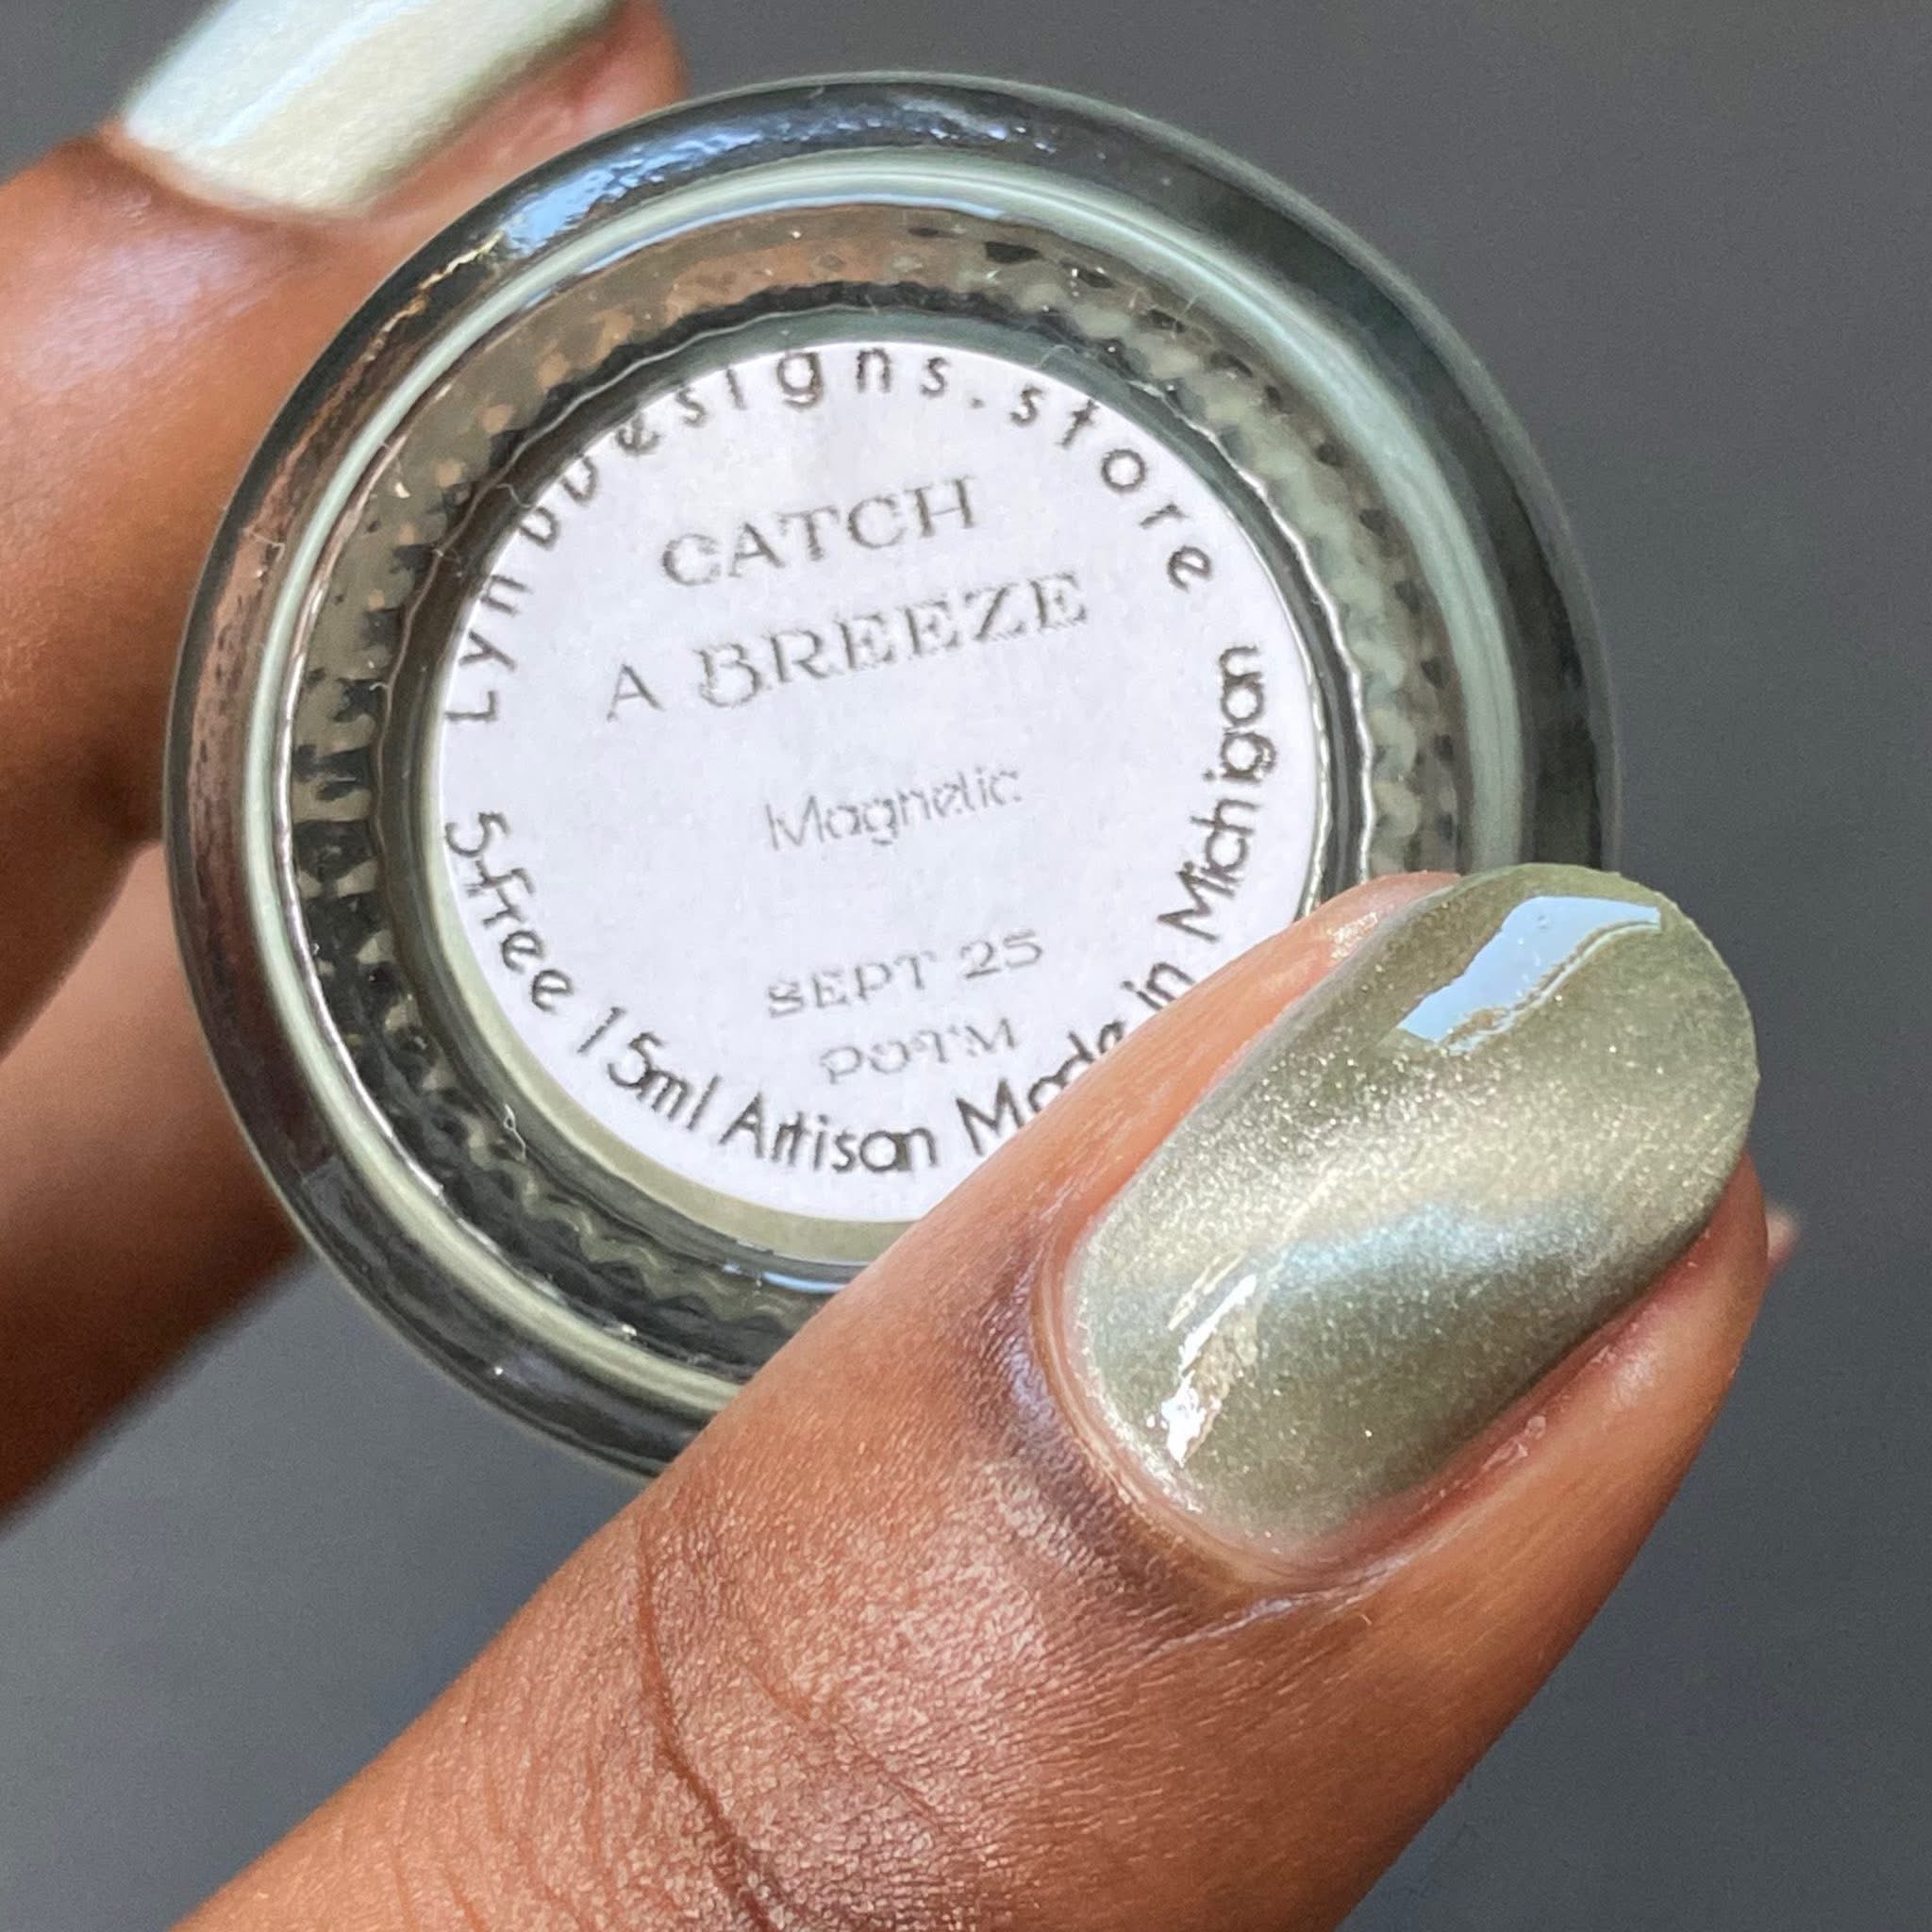 LynbDesigns.store
CATCH
A BREEZE
Magnetic
SEPT 25
POTM
5-Free 15ml Artisan Made in Michigan